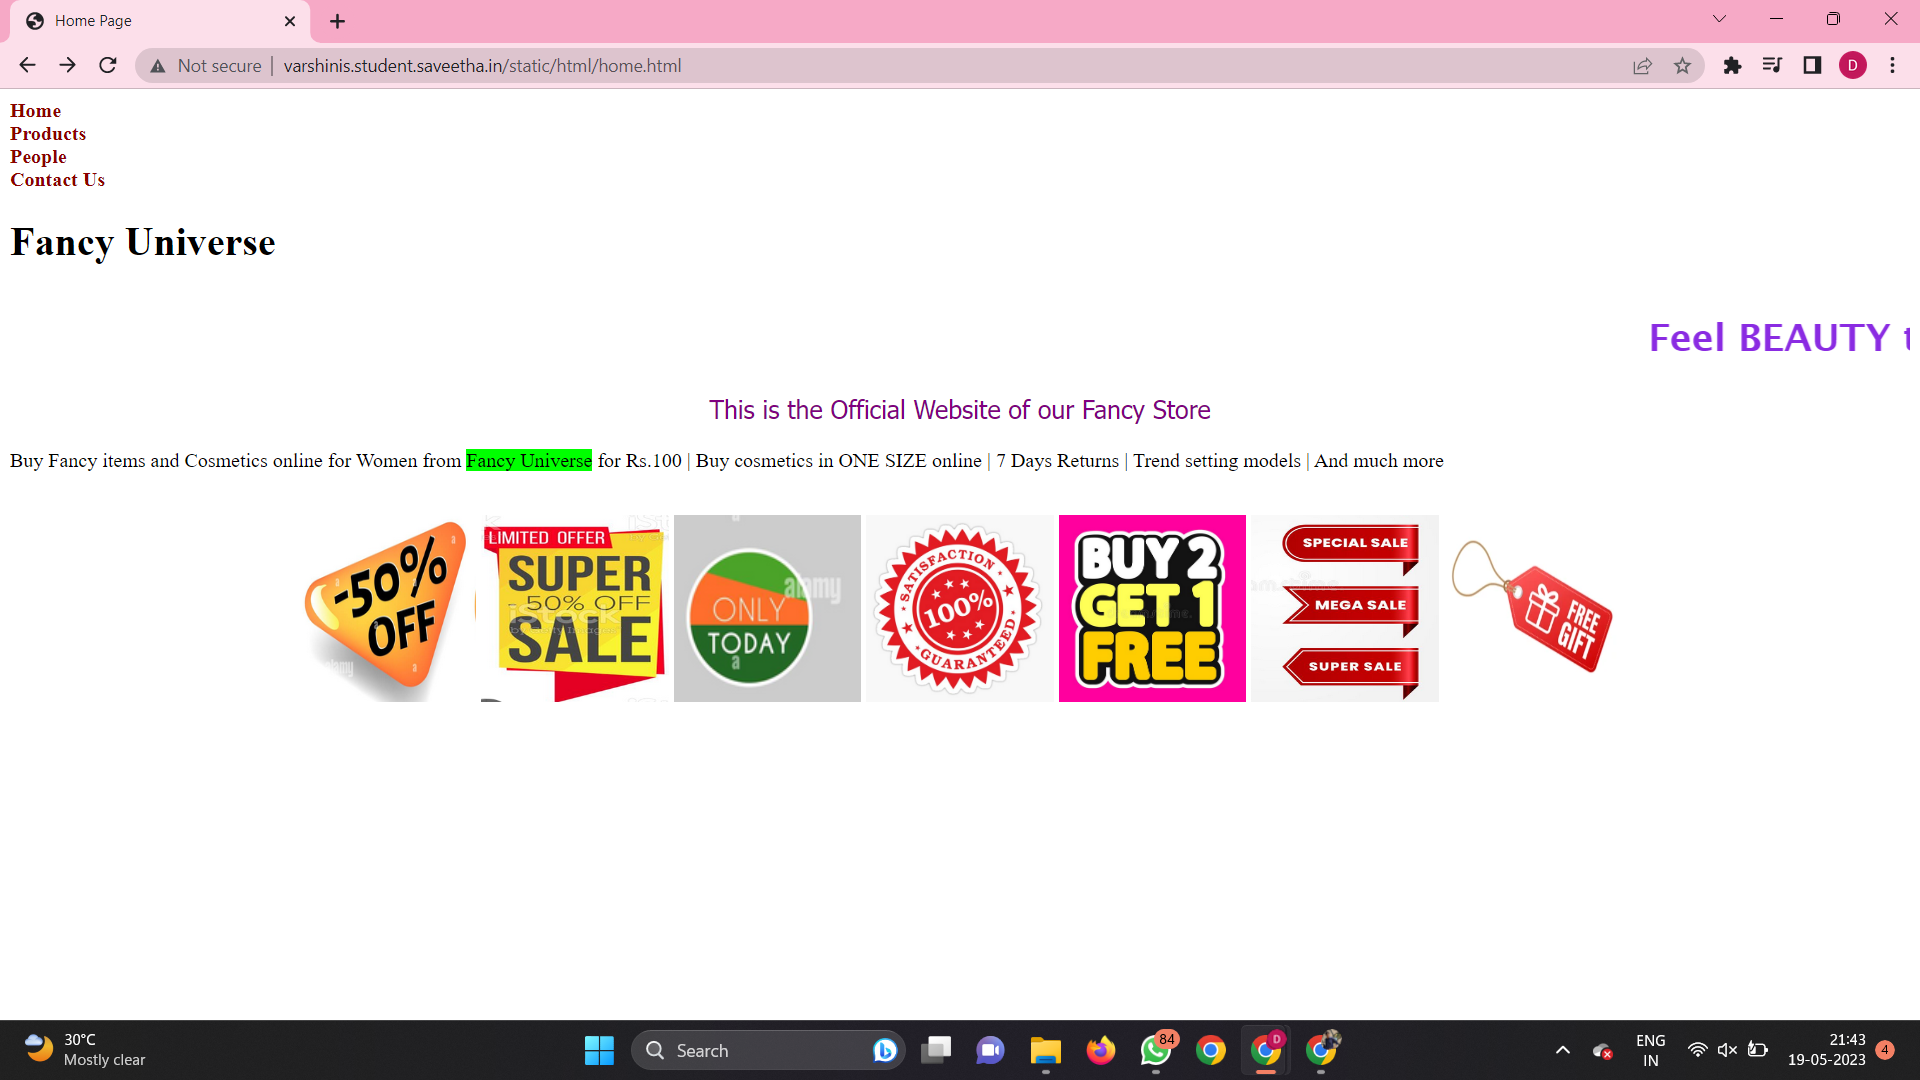 Home Page
Not secure | varshinis.student.saveetha.in/static/html/home.html
D
Home
Products
People
Contact Us
Fancy Universe
Feel BEAUTY t
This is the Official Website of our Fancy Store
Buy Fancy items and Cosmetics online for Women from Fancy Universe for Rs.100 | Buy cosmetics in ONE SIZE online | 7 Days Returns | Trend setting models | And much more
-50%
OFF
alamy
LIMITED OFFER
SUPER
- 50% OFF
SALE
iStock
alamy
ONLY
TODAY
SATISFACTION
100%
GUARANTEED
BUY 2
GET 1
FREE
SPECIAL SALE
MEGA SALE
SUPER SALE
FREE
GIFT
30°C
Mostly clear
Search
84
D
ENG
IN
21:43
19-05-2023
4